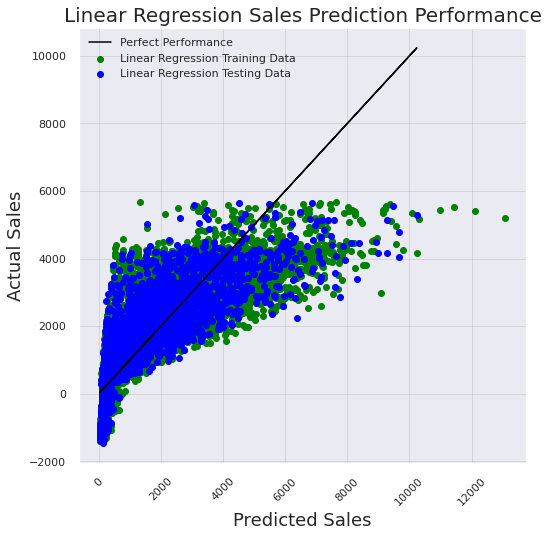 Linear Regression Sales Prediction Performance
Perfect Performance
Linear Regression Training Data
Linear Regression Testing Data
10000
8000
6000
4000
2000
0
−2000
Actual Sales
0
2000
4000
6000
8000
10000
12000
Predicted Sales